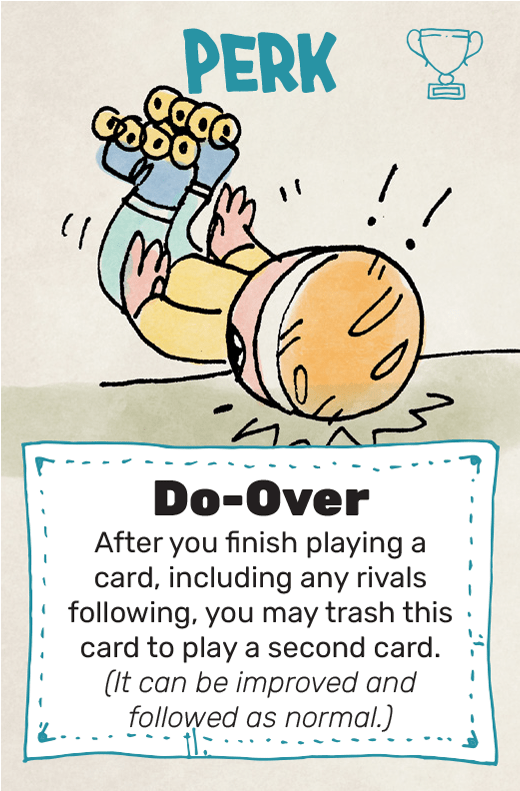 PERK
Do-Over
After you finish playing a
card, including any rivals
following, you may trash this
card to play a second card.
(It can be improved and
followed as normal.)